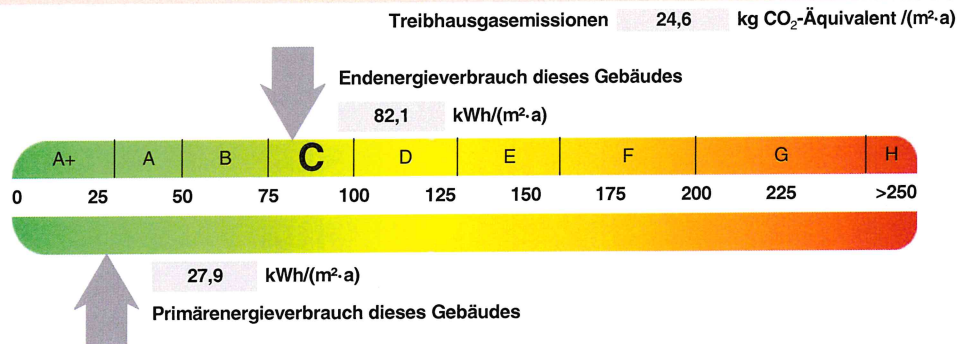 Treibhausgasemissionen 24,6 kg CO₂-Äquivalent /(m²·a)
Endenergieverbrauch dieses Gebäudes
82,1 kWh/(m²·a)
A+ A B C D E F G H
0 25 50 75 100 125 150 175 200 225 >250
27,9 kWh/(m²·a)
Primärenergieverbrauch dieses Gebäudes